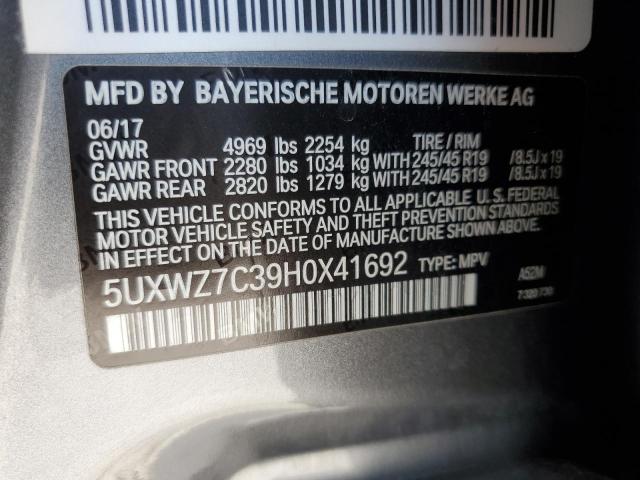 MFD BY BAYERISCHE MOTOREN WERKE AG
06/17
GVWR 4969 lbs 2254 kg TIRE / RIM
GAWR FRONT 2280 lbs 1034 kg WITH 245/45 R19 /8.5J x 19
GAWR REAR 2820 lbs 1279 kg WITH 245/45 R19 /8.5J x 19
THIS VEHICLE CONFORMS TO ALL APPLICABLE U.S. FEDERAL
MOTOR VEHICLE SAFETY AND THEFT PREVENTION STANDARDS
IN EFFECT ON THE DATE OF MANUFACTURE SHOWN ABOVE.
5UXWZ7C39H0X41692 TYPE: MPV A52M
7 320 730